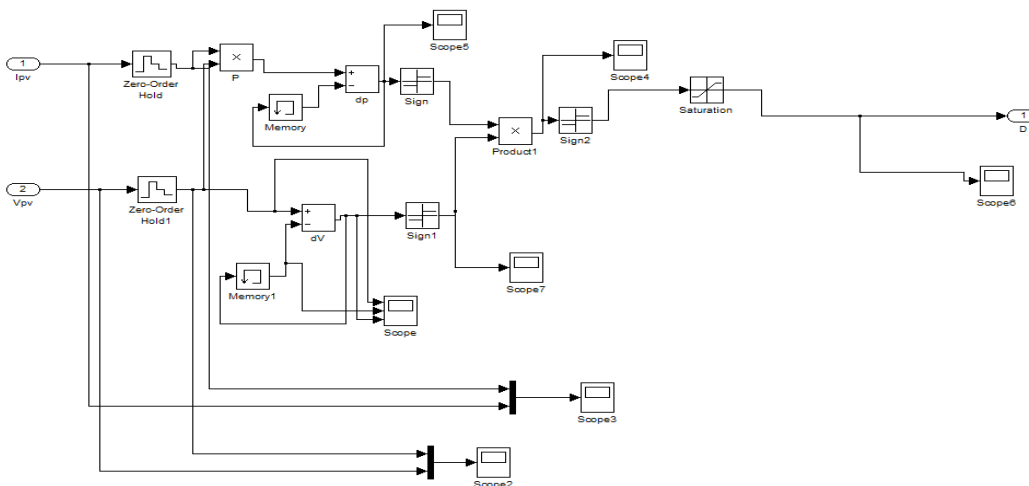 Scope5
1
Ipv
Zero-Order
Hold
×
P
+
−
dp
Sign
Memory
Scope4
×
Product1
Sign2
Saturation
1
D
2
Vpv
Zero-Order
Hold1
+
−
dV
Sign1
Scope6
Memory1
Scope7
Scope
Scope3
Scope2